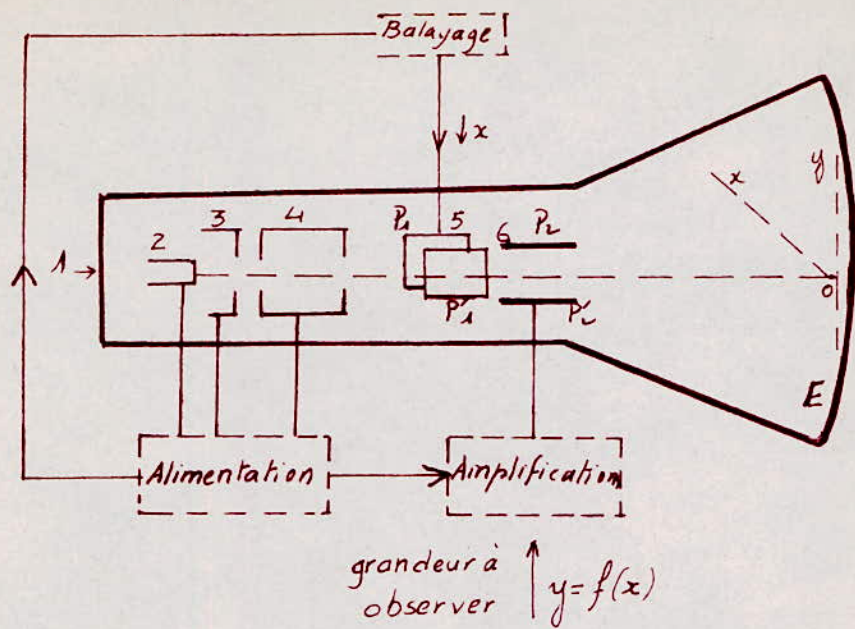 Balayage
x
y
x
1
2
3
4
P1
5
6
P2
P'1
P'2
o
E
Alimentation
Amplification
grandeur à
observer
y = f(x)